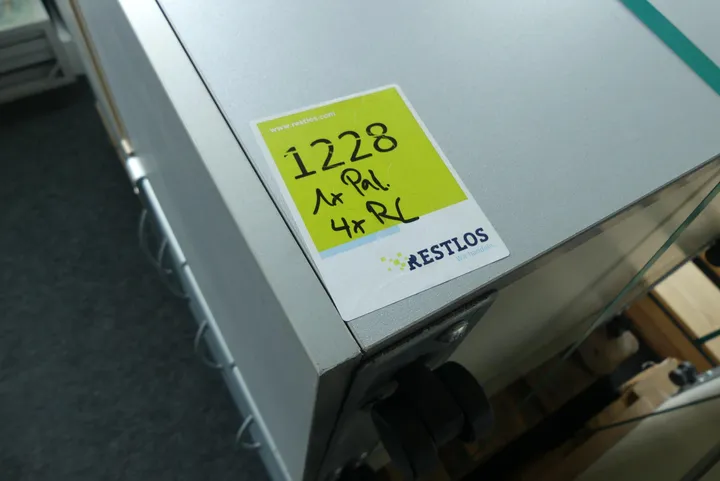 www.restlos.com
1228
1x Pal.
4x RL
RESTLOS